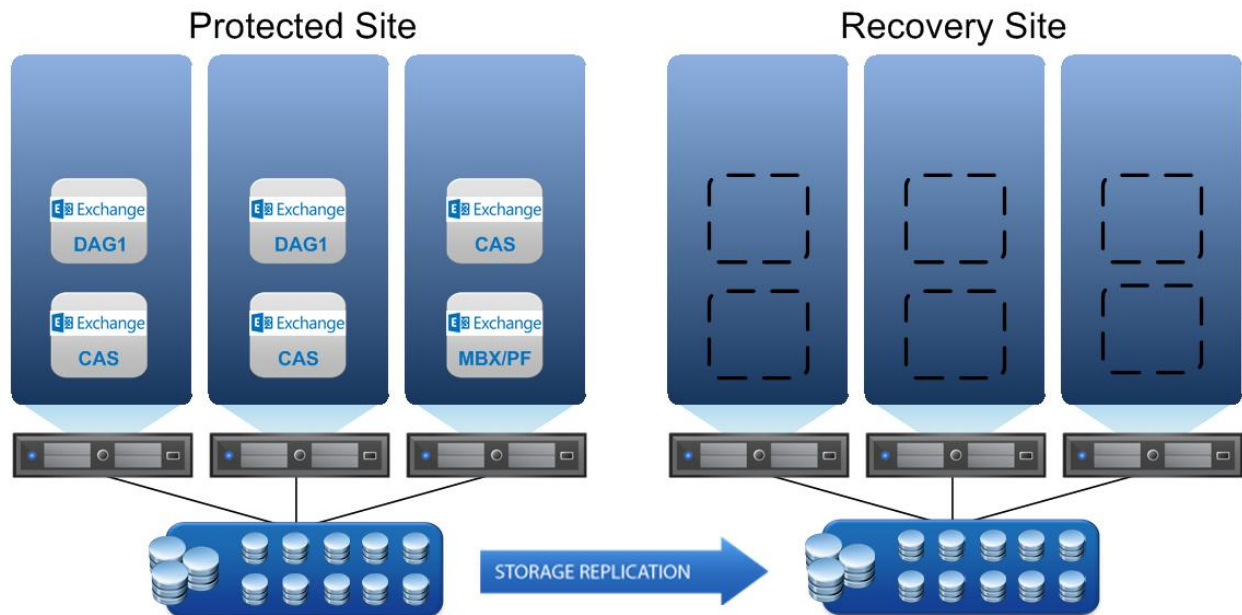 Protected Site
Recovery Site
Exchange
DAG1
Exchange
DAG1
Exchange
CAS
Exchange
CAS
Exchange
CAS
Exchange
MBX/PF
STORAGE REPLICATION